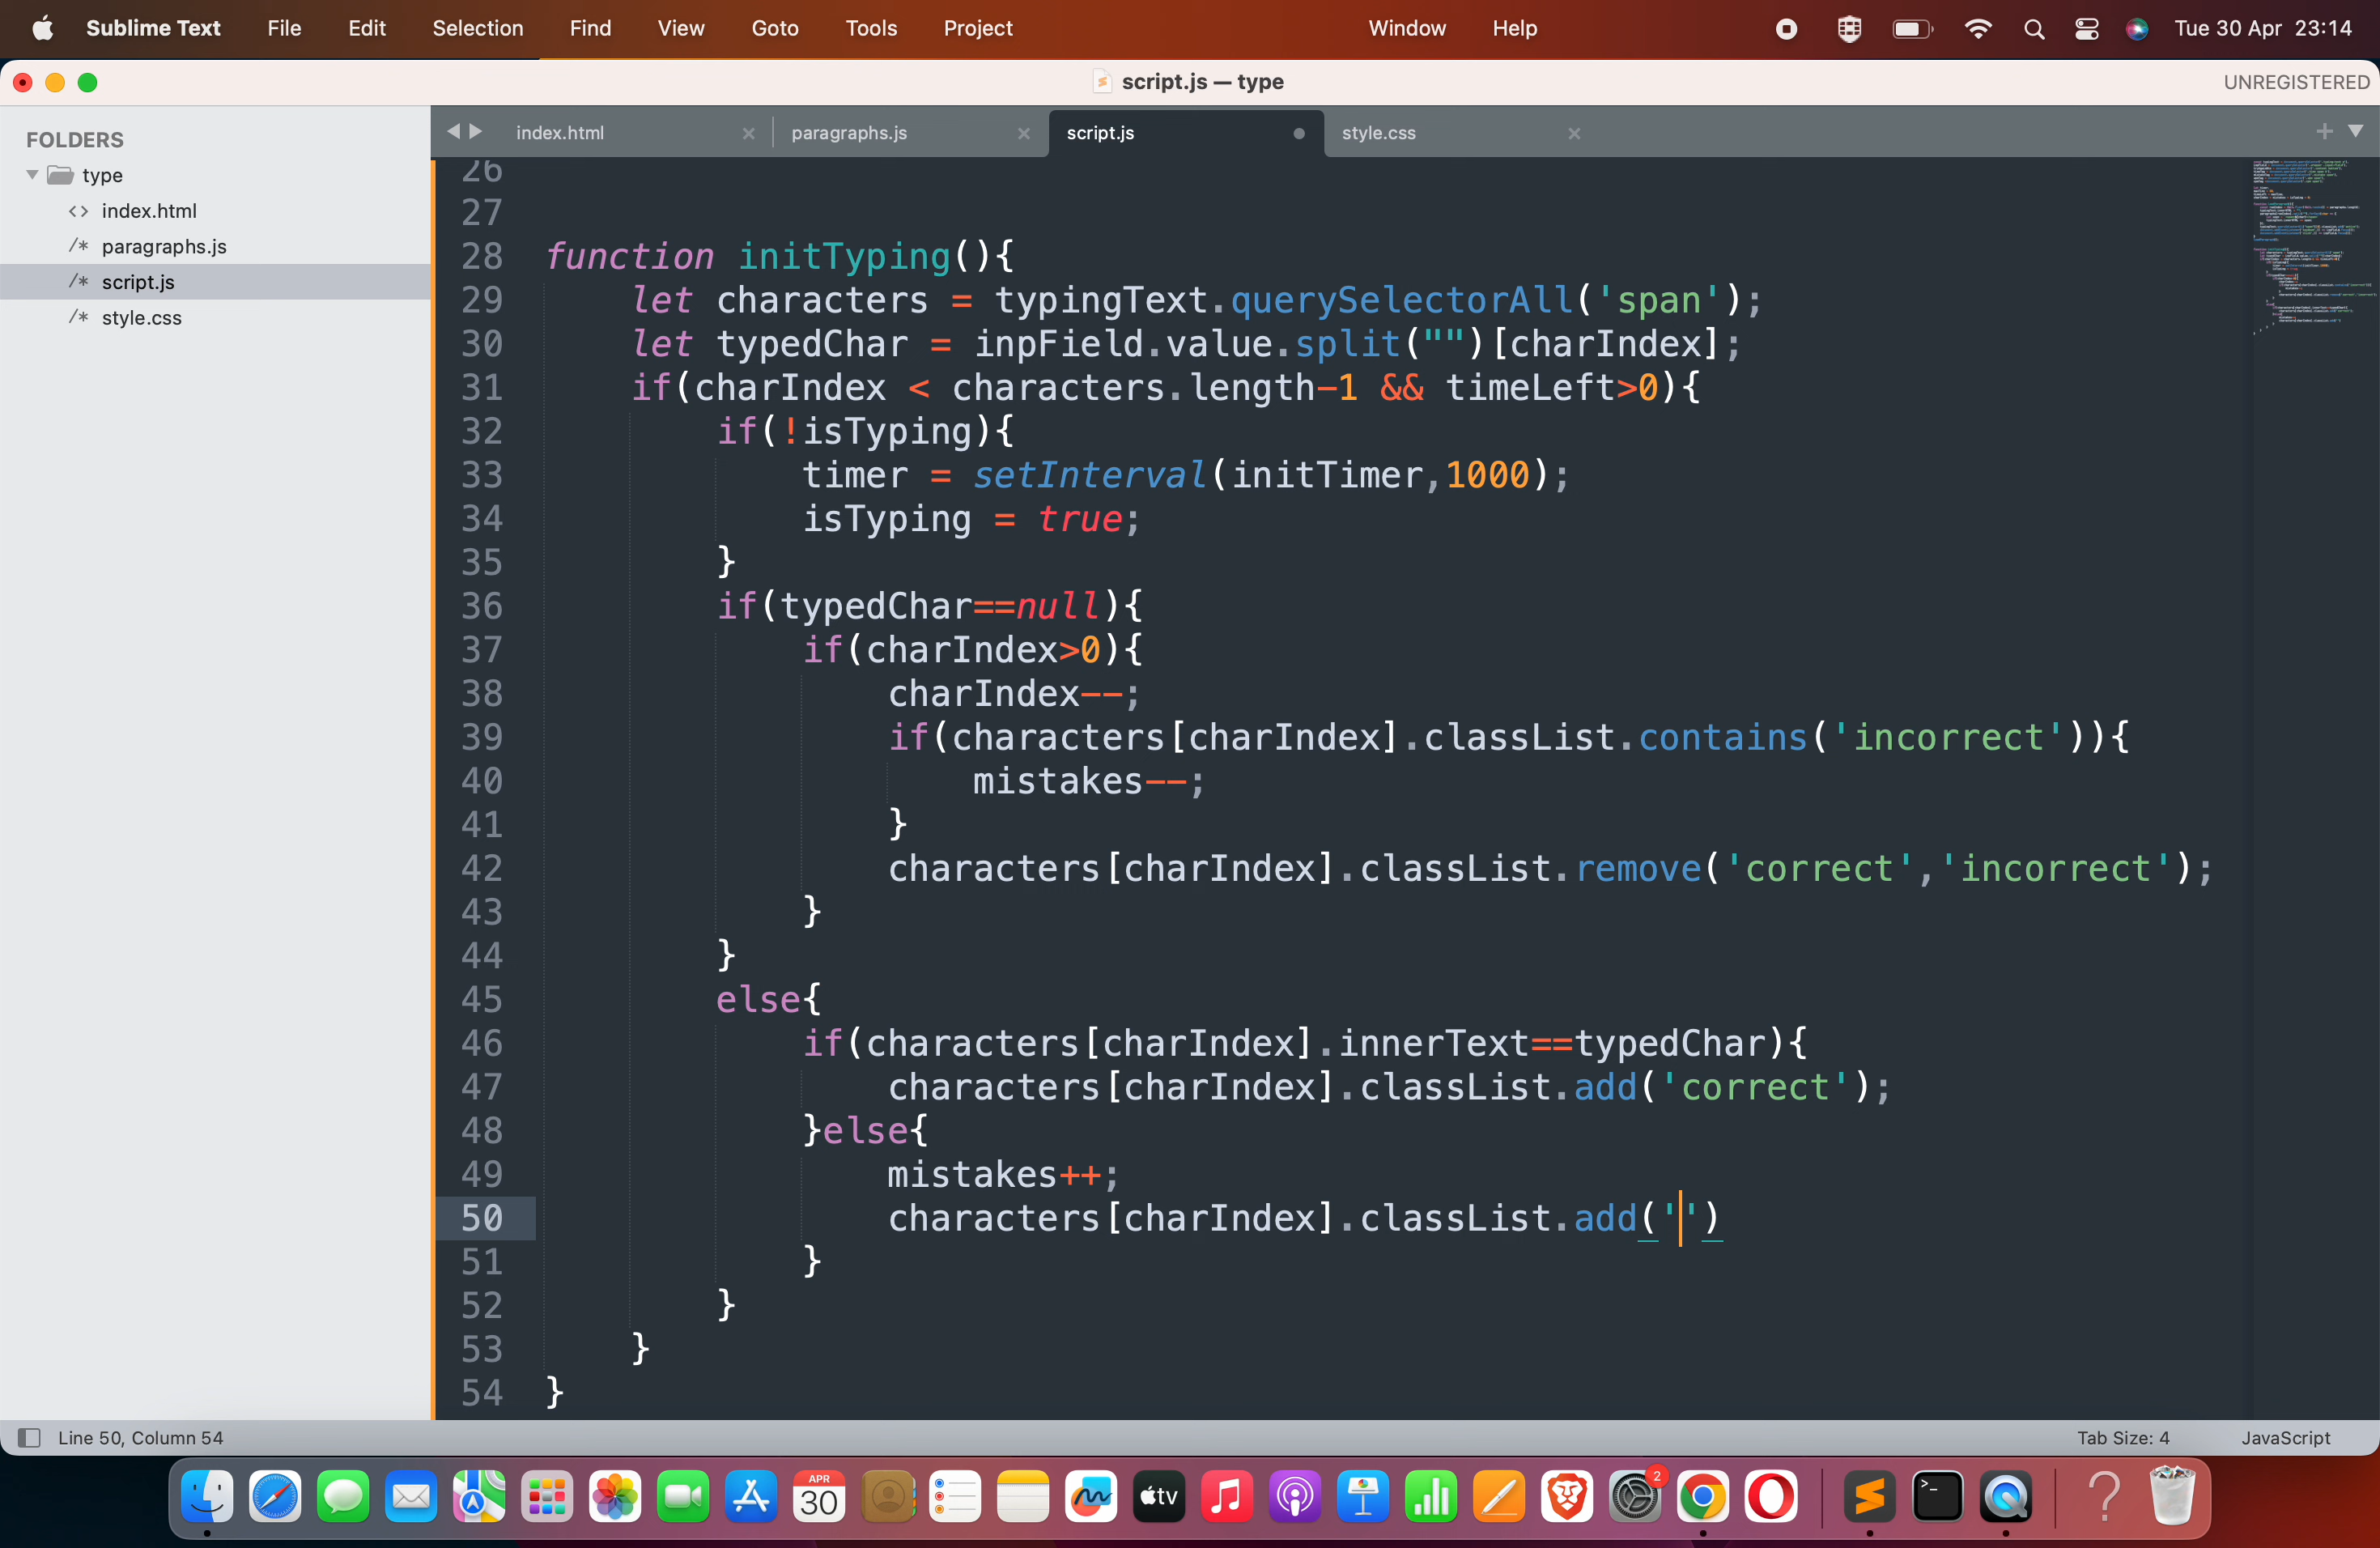 Sublime Text File Edit Selection Find View Goto Tools Project Window Help Tue 30 Apr 23:14
script.js — type UNREGISTERED
FOLDERS
type
<> index.html
/* paragraphs.js
/* script.js
/* style.css
index.html × paragraphs.js × script.js style.css ×
26
27
28 function initTyping(){
29 let characters = typingText.querySelectorAll('span');
30 let typedChar = inpField.value.split("")[charIndex];
31 if(charIndex < characters.length-1 && timeLeft>0){
32 if(!isTyping){
33 timer = setInterval(initTimer,1000);
34 isTyping = true;
35 }
36 if(typedChar==null){
37 if(charIndex>0){
38 charIndex--;
39 if(characters[charIndex].classList.contains('incorrect')){
40 mistakes--;
41 }
42 characters[charIndex].classList.remove('correct','incorrect');
43 }
44 }
45 else{
46 if(characters[charIndex].innerText==typedChar){
47 characters[charIndex].classList.add('correct');
48 }else{
49 mistakes++;
50 characters[charIndex].classList.add('')
51 }
52 }
53 }
54 }
Line 50, Column 54 Tab Size: 4 JavaScript
APR
30
tv
2